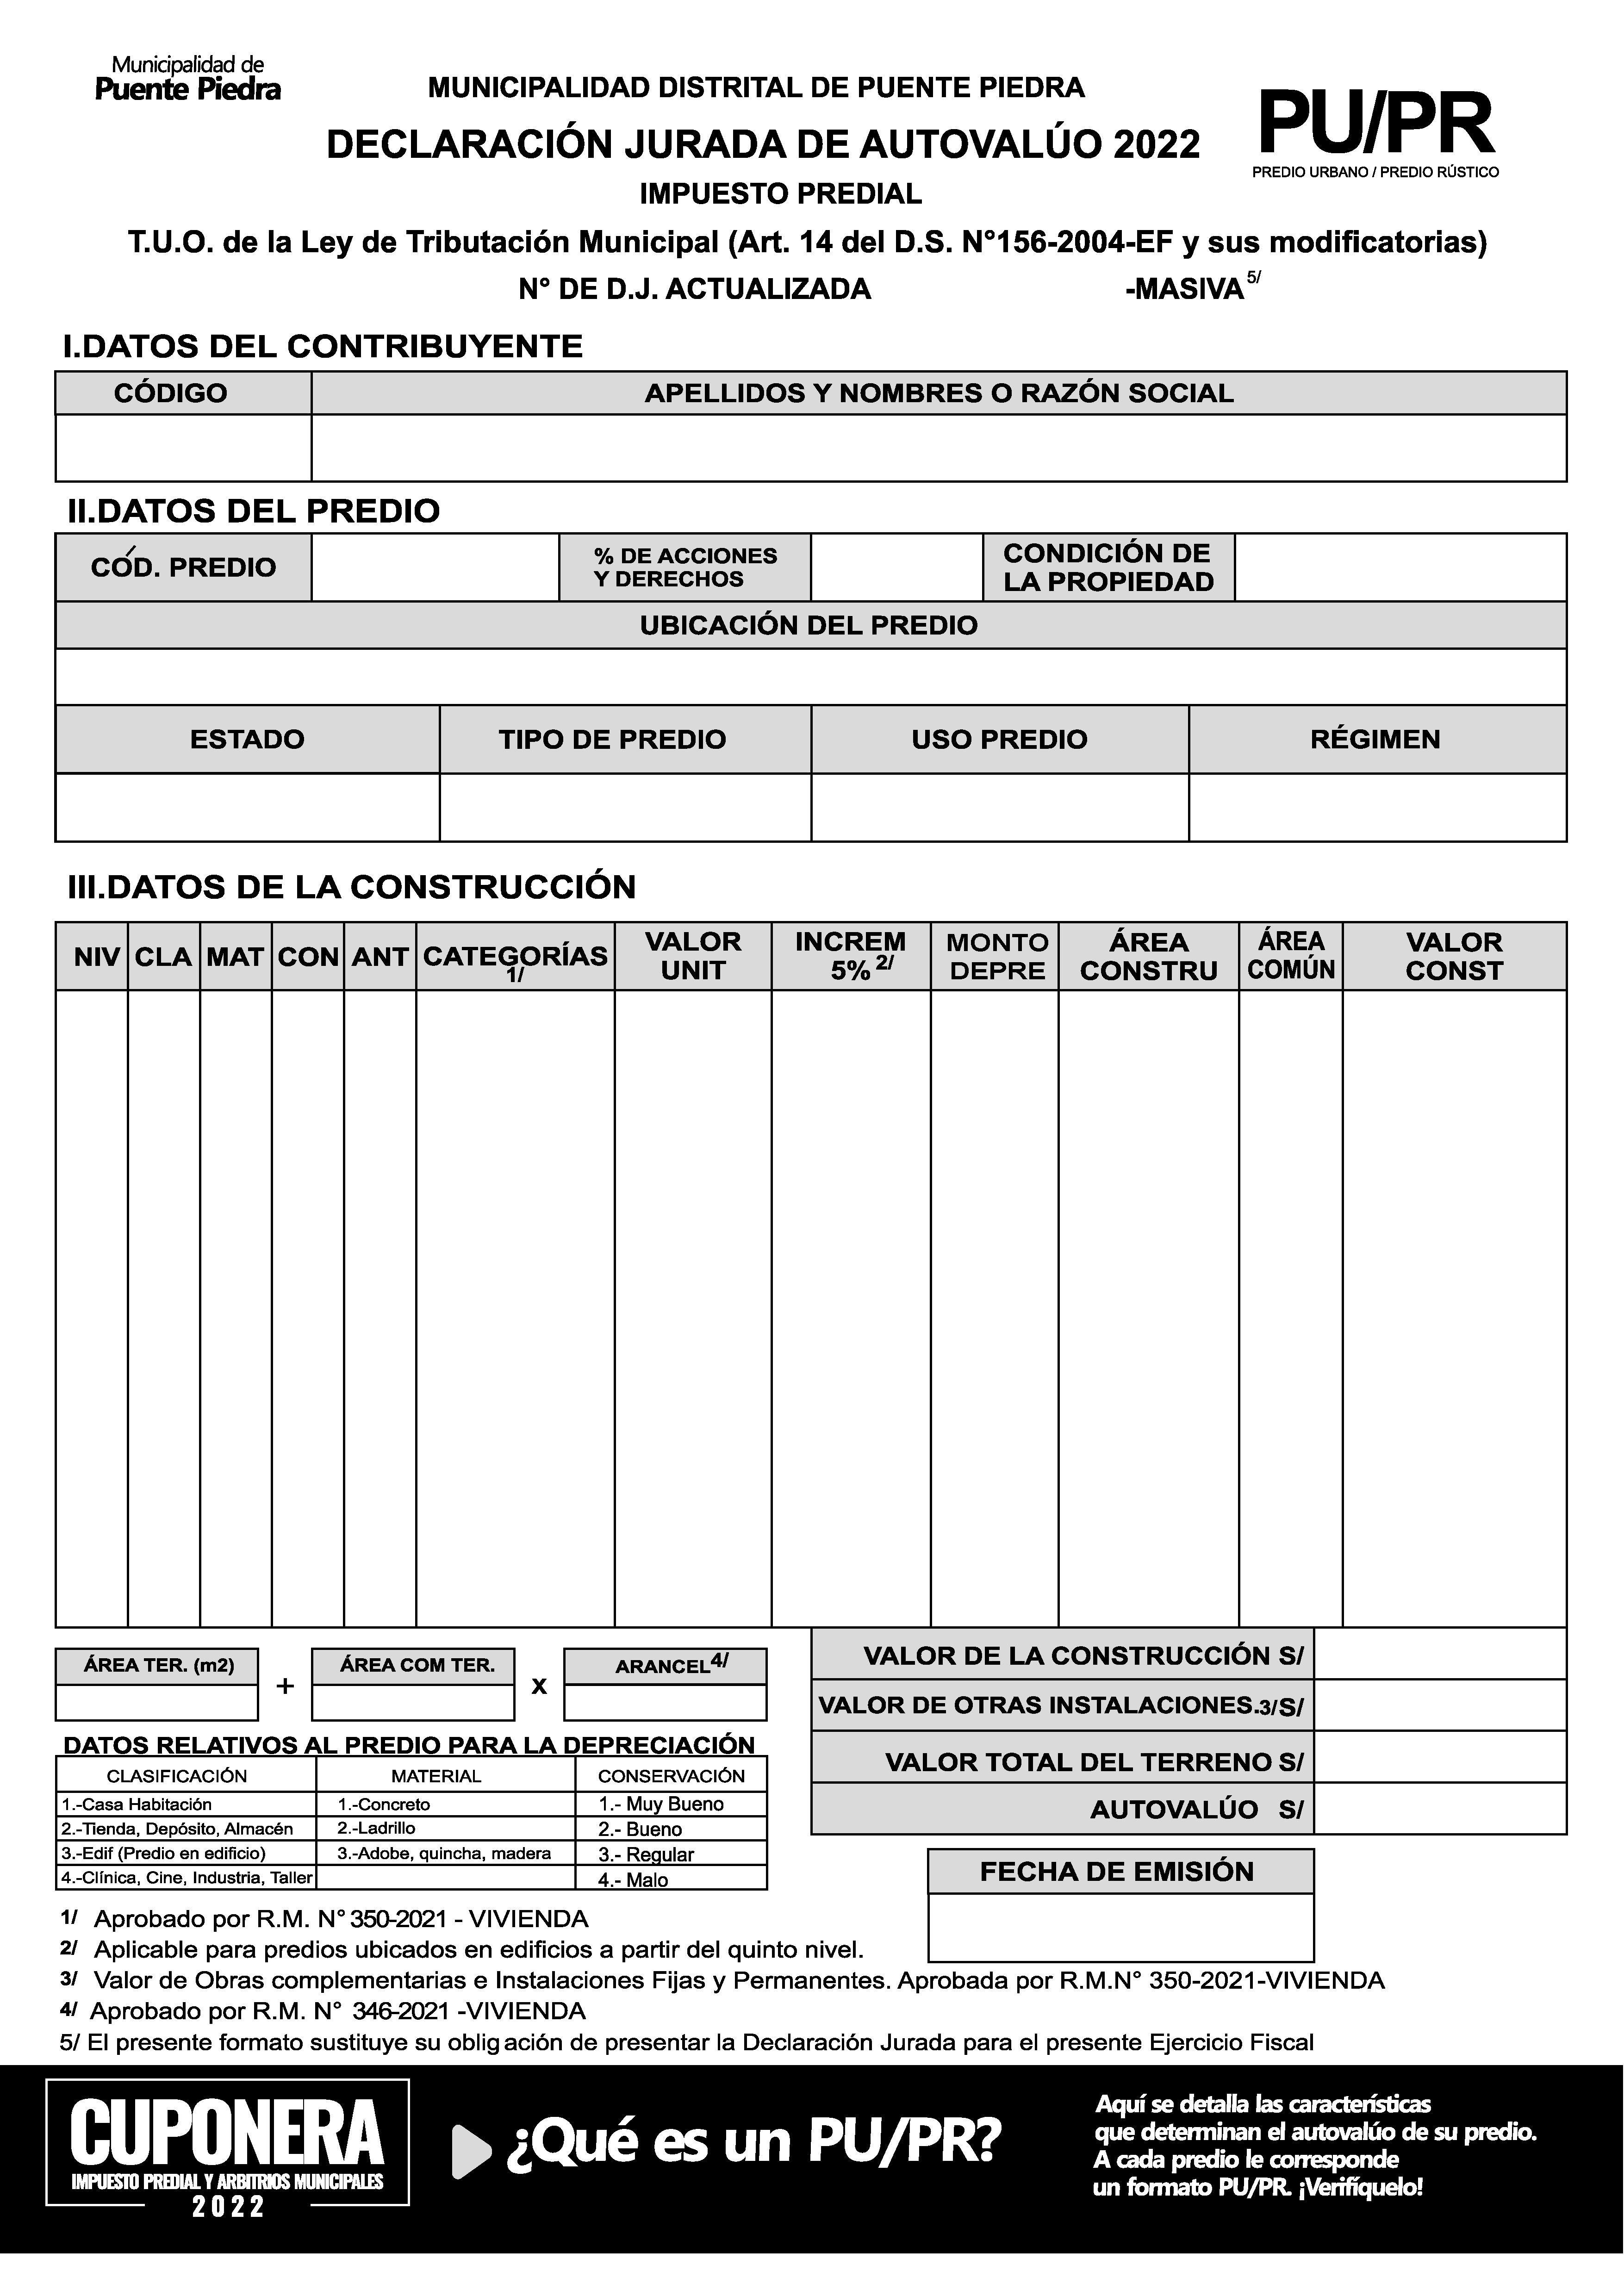 Municipalidad de
Puente Piedra
MUNICIPALIDAD DISTRITAL DE PUENTE PIEDRA
DECLARACIÓN JURADA DE AUTOVALÚO 2022
IMPUESTO PREDIAL
PU/PR
PREDIO URBANO / PREDIO RÚSTICO
T.U.O. de la Ley de Tributación Municipal (Art. 14 del D.S. N°156-2004-EF y sus modificatorias)
N° DE D.J. ACTUALIZADA -MASIVA 5/
I.DATOS DEL CONTRIBUYENTE
CÓDIGO APELLIDOS Y NOMBRES O RAZÓN SOCIAL
II.DATOS DEL PREDIO
CÓD. PREDIO
% DE ACCIONES
Y DERECHOS
CONDICIÓN DE
LA PROPIEDAD
UBICACIÓN DEL PREDIO
ESTADO TIPO DE PREDIO USO PREDIO RÉGIMEN
III.DATOS DE LA CONSTRUCCIÓN
NIV CLA MAT CON ANT
CATEGORÍAS
1/
VALOR
UNIT
INCREM
5% 2/
MONTO
DEPRE
ÁREA
CONSTRU
ÁREA
COMÚN
VALOR
CONST
ÁREA TER. (m2) + ÁREA COM TER. x ARANCEL 4/
VALOR DE LA CONSTRUCCIÓN S/
VALOR DE OTRAS INSTALACIONES.3/S/
VALOR TOTAL DEL TERRENO S/
AUTOVALÚO S/
DATOS RELATIVOS AL PREDIO PARA LA DEPRECIACIÓN
CLASIFICACIÓN MATERIAL CONSERVACIÓN
1.-Casa Habitación 1.-Concreto 1.- Muy Bueno
2.-Tienda, Depósito, Almacén 2.-Ladrillo 2.- Bueno
3.-Edif (Predio en edificio) 3.-Adobe, quincha, madera 3.- Regular
4.-Clínica, Cine, Industria, Taller 4.- Malo
FECHA DE EMISIÓN
1/ Aprobado por R.M. N° 350-2021 - VIVIENDA
2/ Aplicable para predios ubicados en edificios a partir del quinto nivel.
3/ Valor de Obras complementarias e Instalaciones Fijas y Permanentes. Aprobada por R.M.N° 350-2021-VIVIENDA
4/ Aprobado por R.M. N° 346-2021 -VIVIENDA
5/ El presente formato sustituye su oblig ación de presentar la Declaración Jurada para el presente Ejercicio Fiscal
CUPONERA
IMPUESTO PREDIAL Y ARBITRIOS MUNICIPALES
2022
¿Qué es un PU/PR?
Aquí se detalla las características
que determinan el autovalúo de su predio.
A cada predio le corresponde
un formato PU/PR. ¡Verifíquelo!